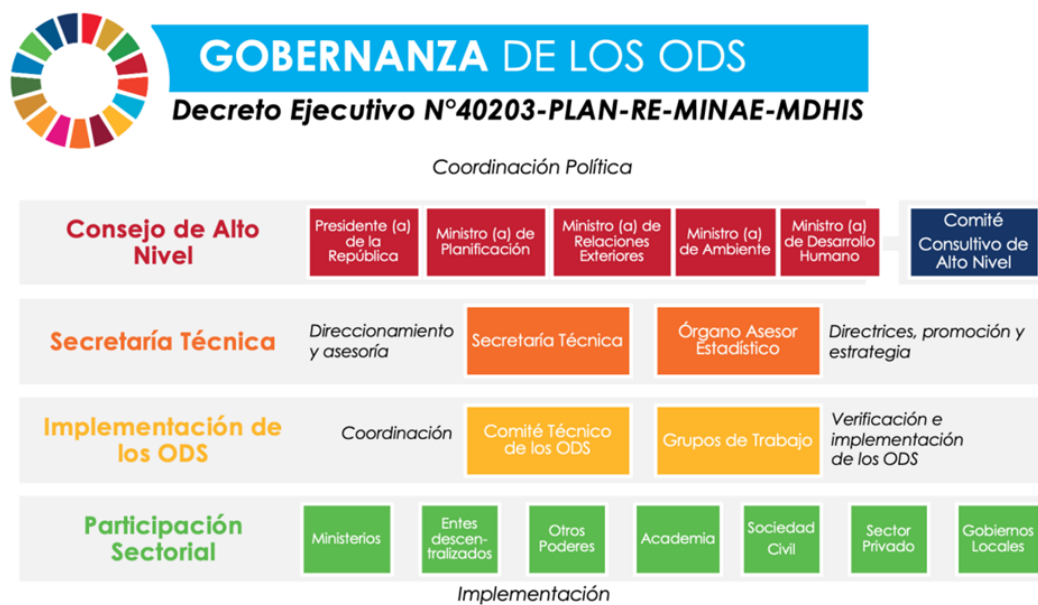 GOBERNANZA DE LOS ODS
Decreto Ejecutivo N°40203-PLAN-RE-MINAE-MDHIS
Coordinación Política
Consejo de Alto
Nivel
Presidente (a)
de la
República
Ministro (a) de
Planificación
Ministro (a) de
Relaciones
Exteriores
Ministro (a)
de Ambiente
Ministro (a)
de Desarrollo
Humano
Comité
Consultivo de
Alto Nivel
Secretaría Técnica
Direccionamiento
y asesoría
Secretaría Técnica
Órgano Asesor
Estadístico
Directrices, promoción y
estrategia
Implementación de
los ODS
Coordinación
Comité Técnico
de los ODS
Grupos de Trabajo
Verificación e
implementación
de los ODS
Participación
Sectorial
Ministerios
Entes
descen-
tralizados
Otros
Poderes
Academia
Sociedad
Civil
Sector
Privado
Gobiernos
Locales
Implementación